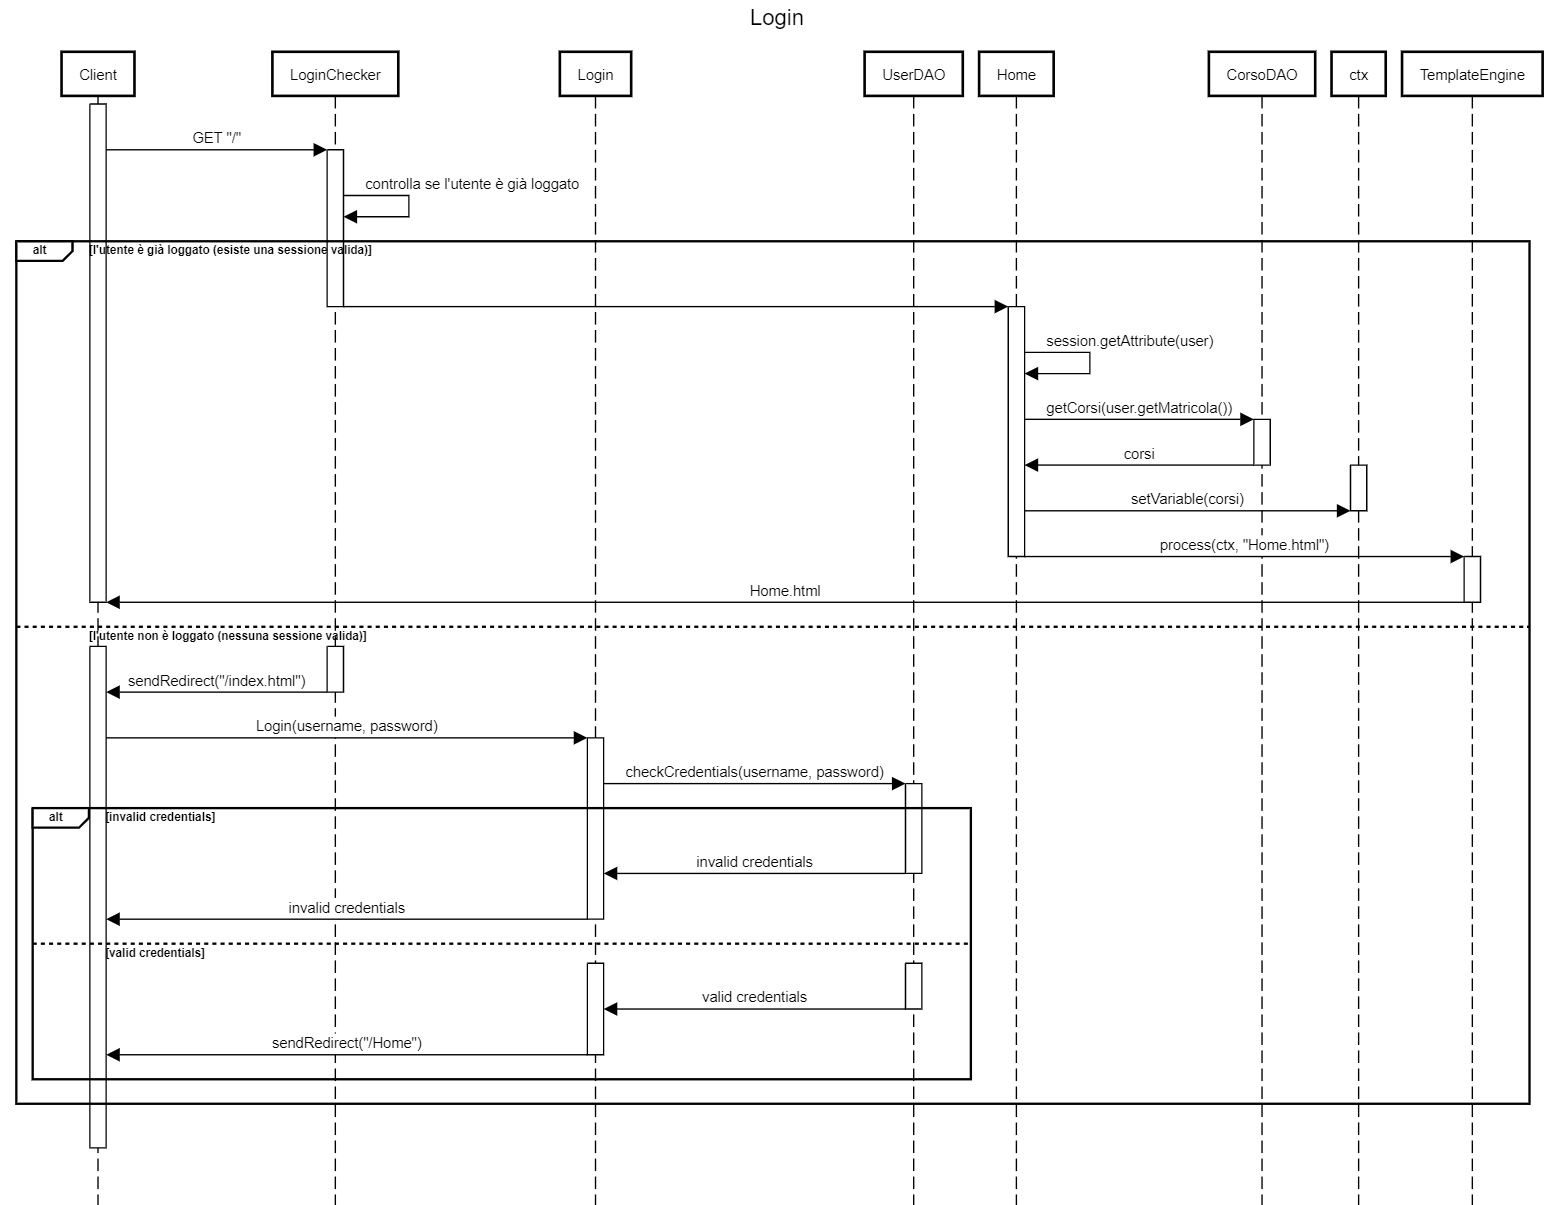 Login
Client
LoginChecker
Login
UserDAO
Home
CorsoDAO
ctx
TemplateEngine
GET "/"
controlla se l'utente è già loggato
alt
[l'utente è già loggato (esiste una sessione valida)]
session.getAttribute(user)
getCorsi(user.getMatricola())
corsi
setVariable(corsi)
process(ctx, "Home.html")
Home.html
[l'utente non è loggato (nessuna sessione valida)]
sendRedirect("/index.html")
Login(username, password)
checkCredentials(username, password)
alt
[invalid credentials]
invalid credentials
invalid credentials
[valid credentials]
valid credentials
sendRedirect("/Home")